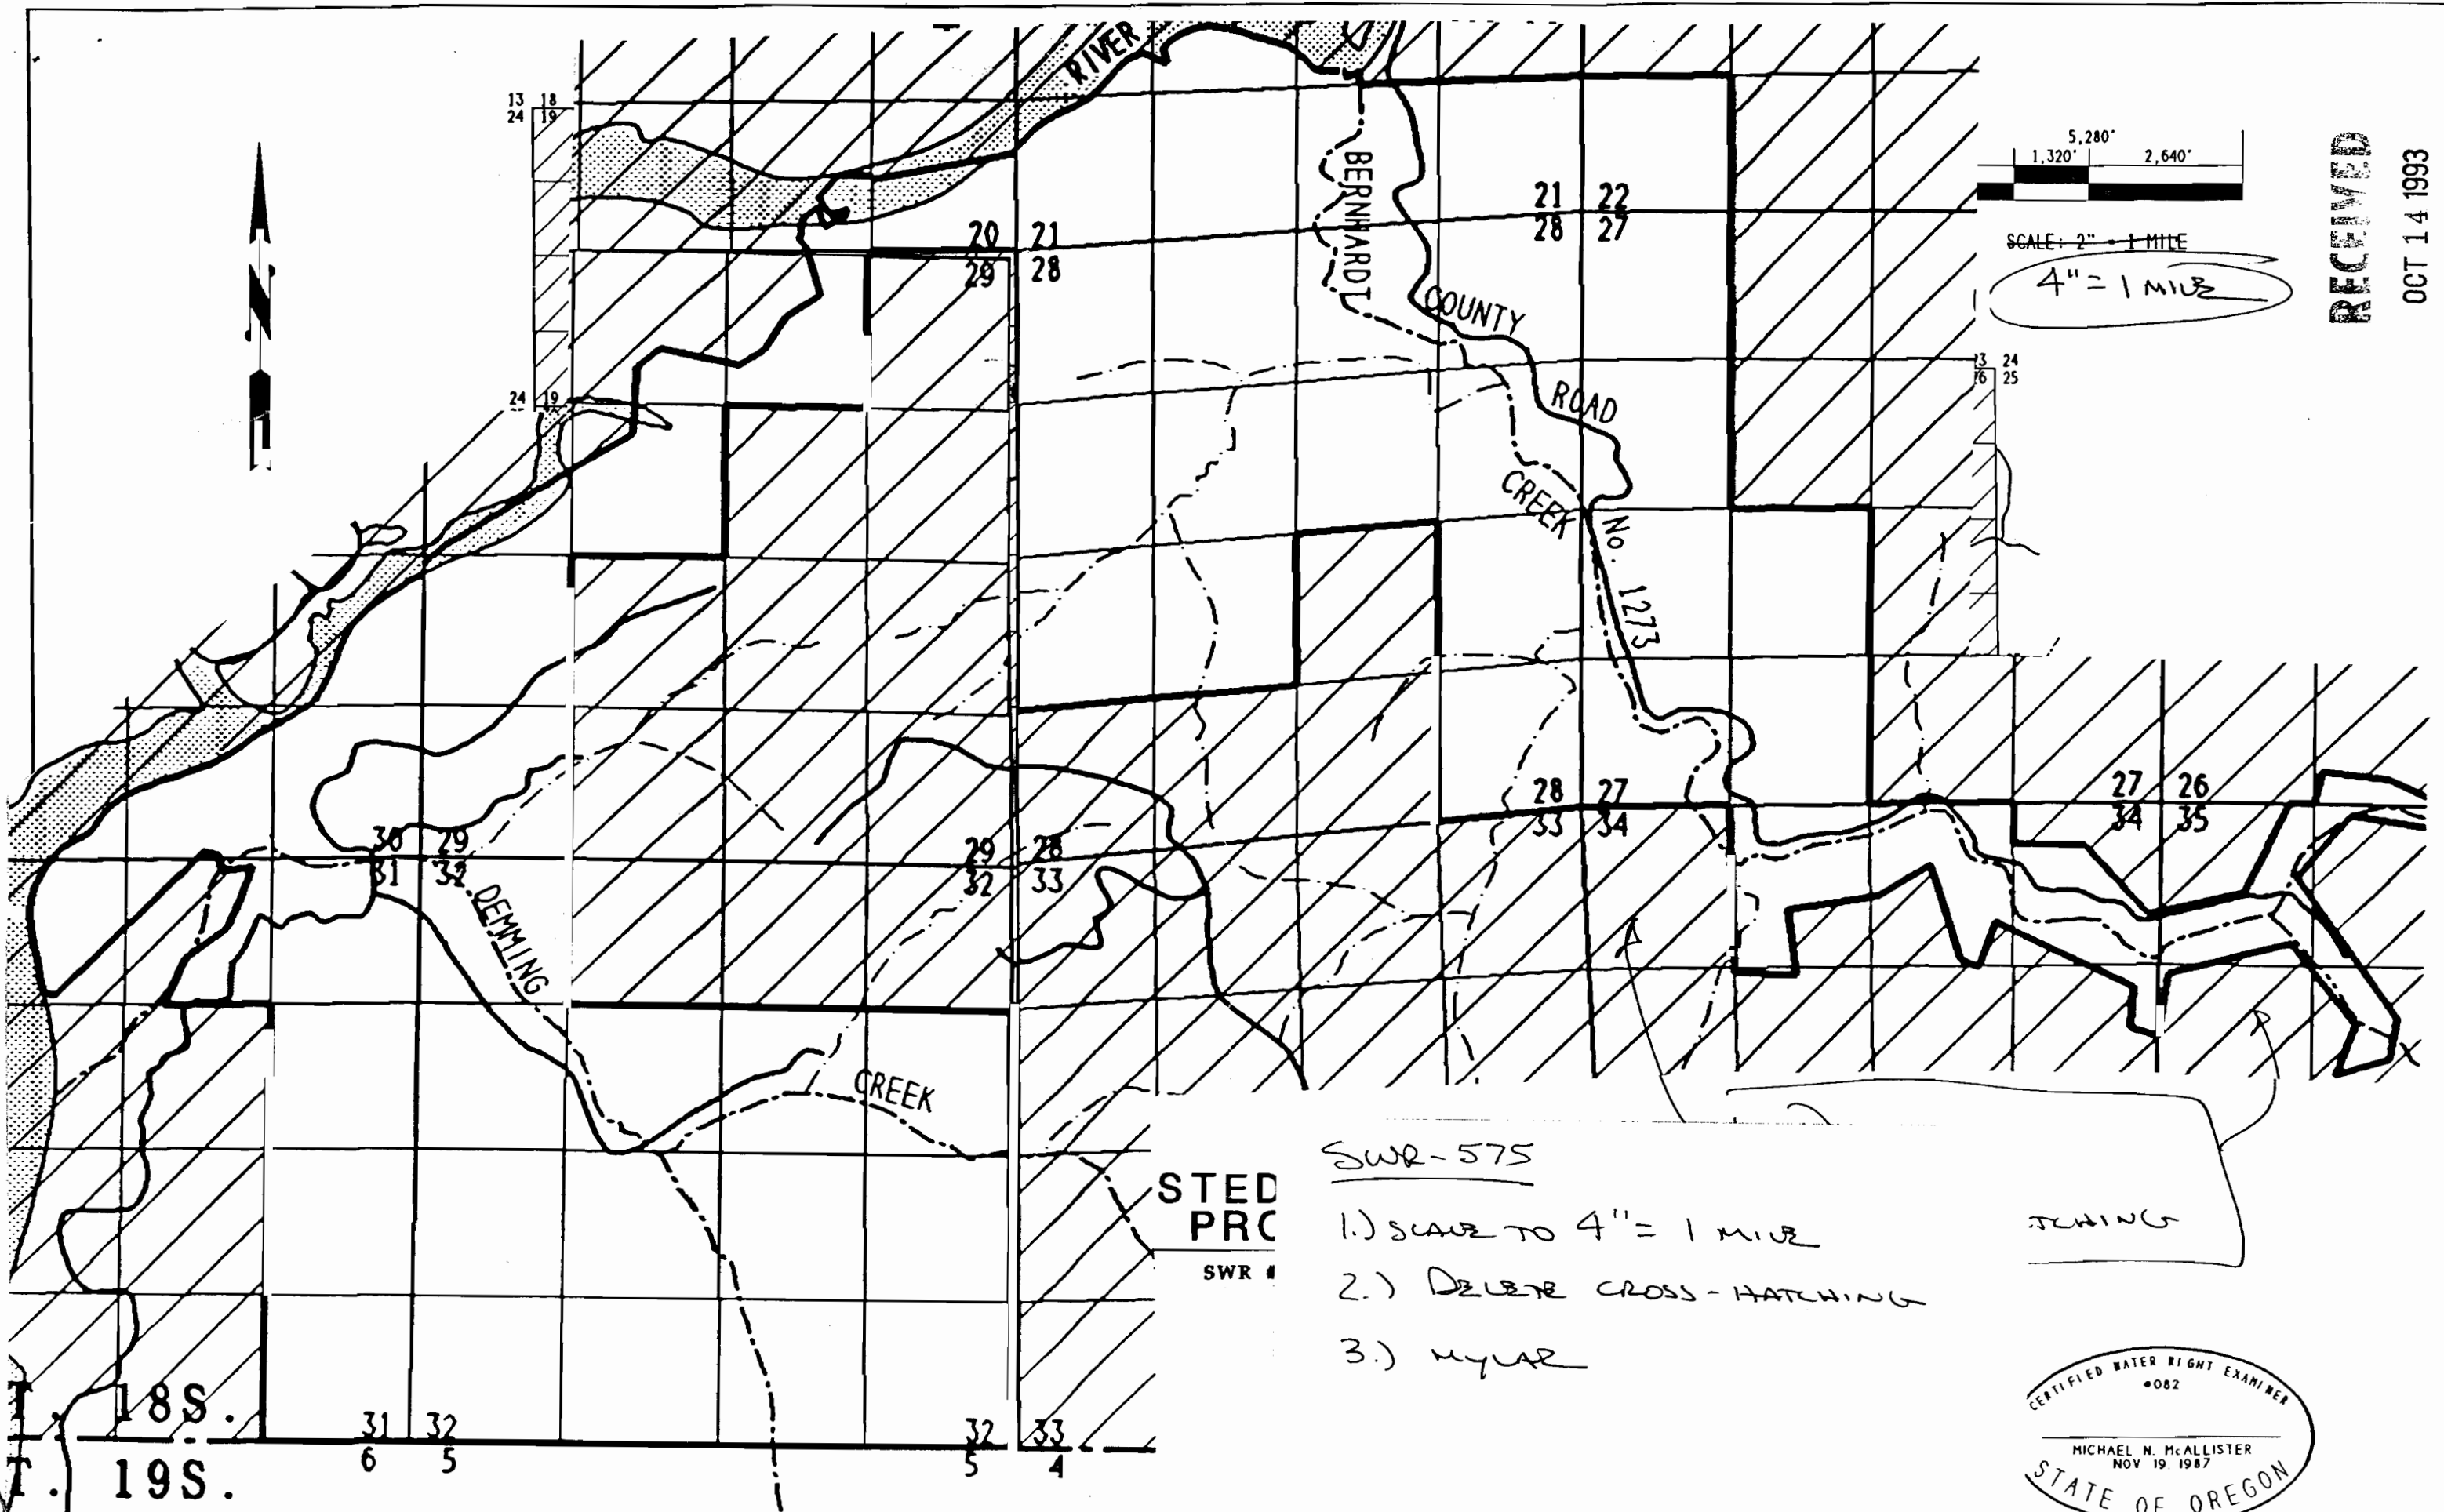 RIVER
13 18
24 19
5,280'
1,320' 2,640'
SCALE: 2" = 1 MILE
4" = 1 MILE
RECEIVED
OCT 14 1993
BERNHARDT
21 22
28 27
20 21
29 28
COUNTY
ROAD
CREEK
No. 1273
24 19
3 24
6 25
28 27
33 34
27 26
34 35
30 29
31 32
29 28
32 33
DEMMING
CREEK
STED
PRC
SWR #
SWR-575
1.) SCALE TO 4" = 1 MILE
2.) DELETE CROSS-HATCHING
3.) MYLAR
TCHING
T. 18S.
31 32
6 5
32 33
5 4
T. 19S.
CERTIFIED WATER RIGHT EXAMINER
#082
MICHAEL N. McALLISTER
NOV 19 1987
STATE OF OREGON
N